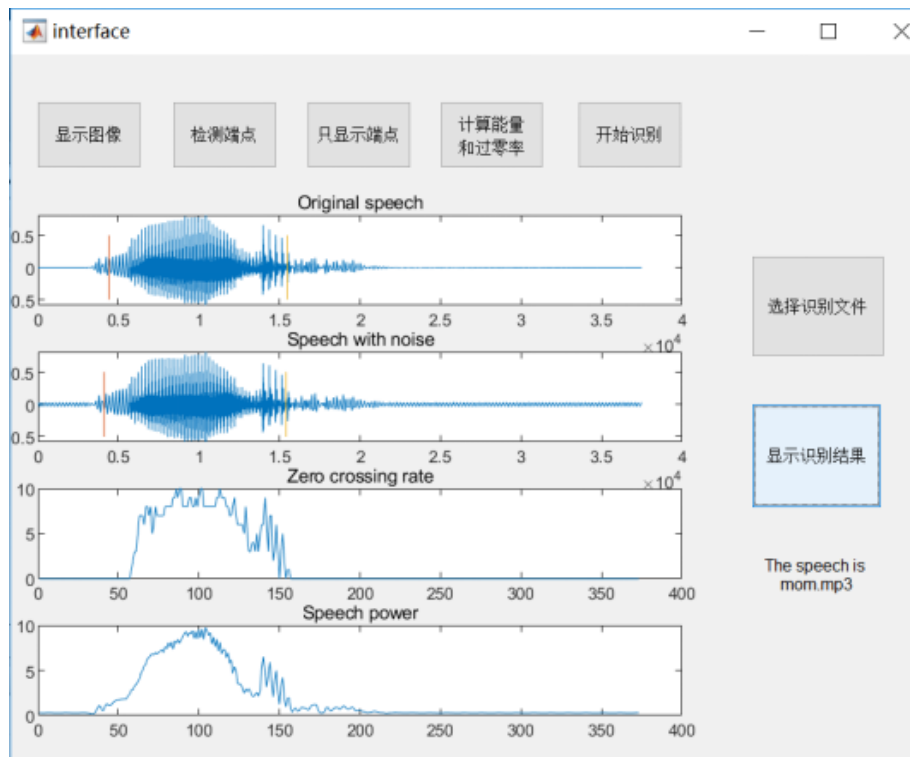 interface
显示图像
检测端点
只显示端点
计算能量
和过零率
开始识别
Original speech
0.5
0
0.5
0 0.5 1 1.5 2 2.5 3 3.5 4
×10⁴
Speech with noise
0.5
0
0.5
0 0.5 1 1.5 2 2.5 3 3.5 4
×10⁴
Zero crossing rate
10
5
0
0 50 100 150 200 250 300 350 400
Speech power
10
5
0
0 50 100 150 200 250 300 350 400
选择识别文件
显示识别结果
The speech is
mom.mp3